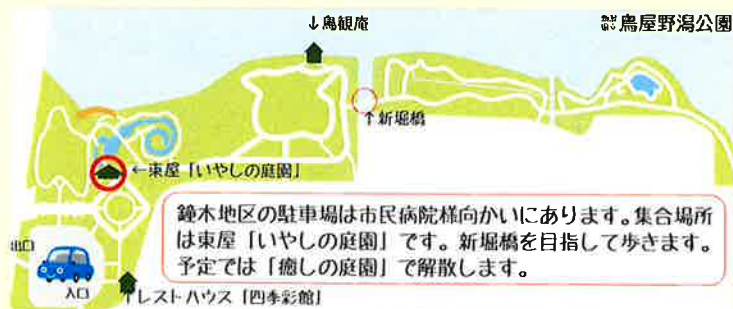 ↓鳥観庵
鳥屋野潟公園
↑新堀橋
←東屋「いやしの庭園」
鐘木地区の駐車場は市民病院様向かいにあります。集合場所
は東屋「いやしの庭園」です。新堀橋を目指して歩きます。
予定では「癒しの庭園」で解散します。
出口
入口
↑レストハウス「四季彩館」